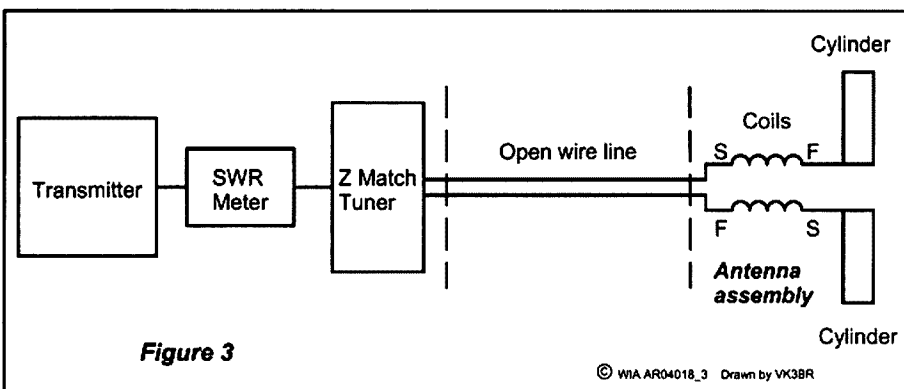 Cylinder
Coils
S F
Open wire line
Transmitter
SWR
Meter
Z Match
Tuner
F S
Antenna
assembly
Cylinder
Figure 3
© WIA AR04018_3 Drawn by VK3BR